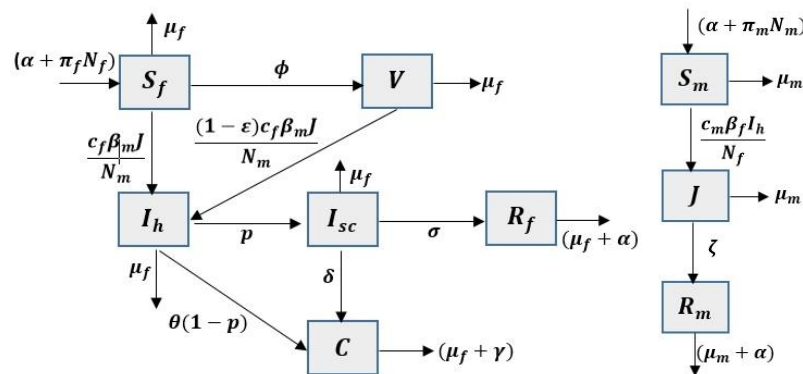 μ_f
(α + π_f N_f)
S_f
ϕ
V
μ_f
c_f β_m J / N_m
(1 − ε)c_f β_m J / N_m
μ_f
I_h
p
I_sc
σ
R_f
(μ_f + α)
μ_f
θ(1 − p)
δ
C
(μ_f + γ)
(α + π_m N_m)
S_m
μ_m
c_m β_f I_h / N_f
J
μ_m
ζ
R_m
(μ_m + α)